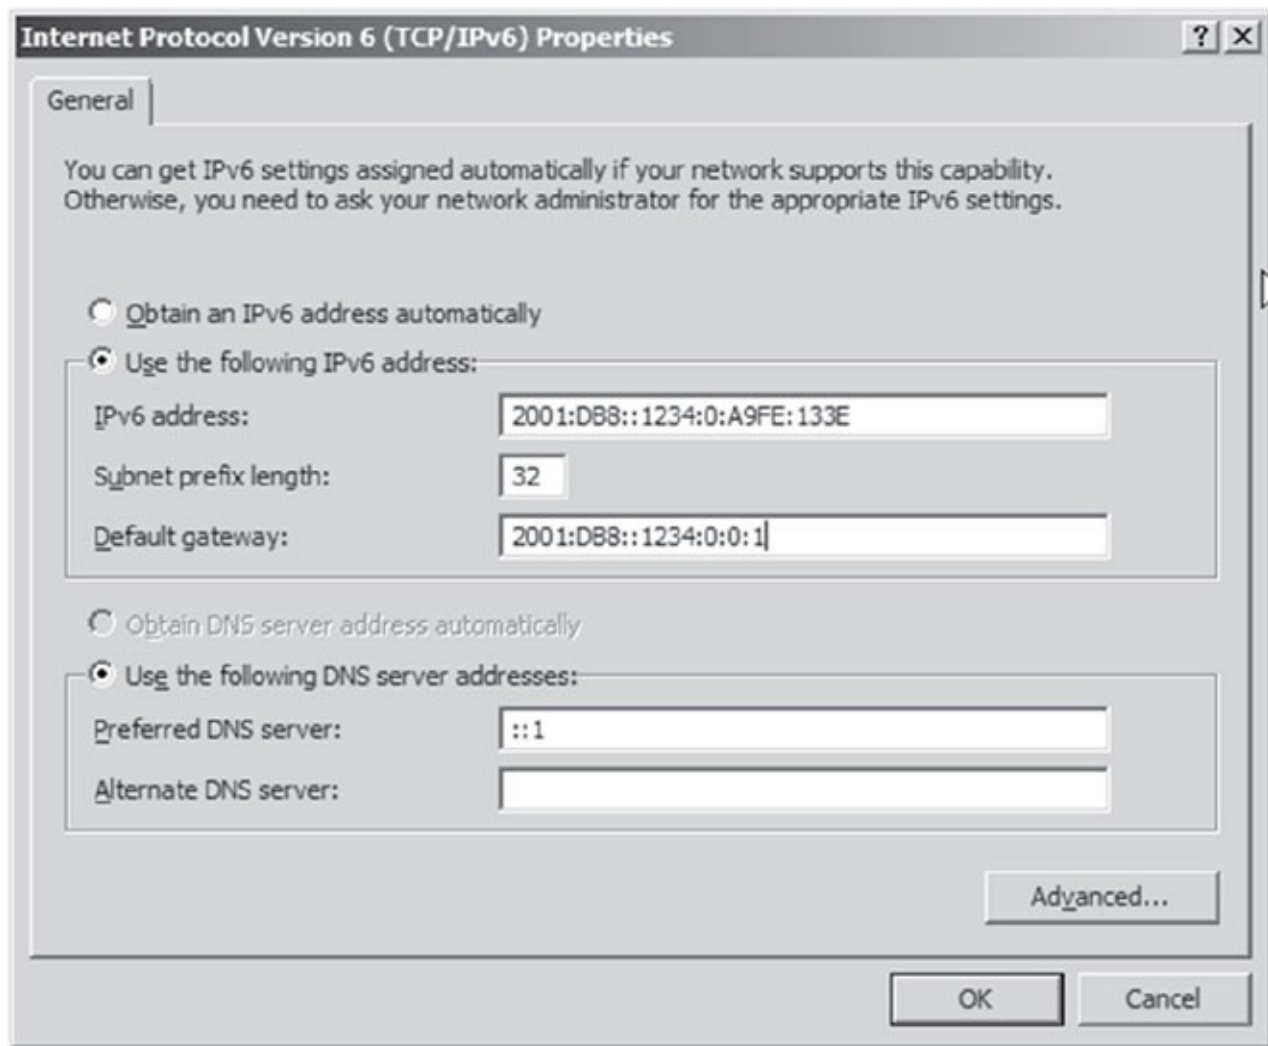 Internet Protocol Version 6 (TCP/IPv6) Properties
General
You can get IPv6 settings assigned automatically if your network supports this capability.
Otherwise, you need to ask your network administrator for the appropriate IPv6 settings.
Obtain an IPv6 address automatically
Use the following IPv6 address:
IPv6 address: 2001:DB8::1234:0:A9FE:133E
Subnet prefix length: 32
Default gateway: 2001:DB8::1234:0:0:1
Obtain DNS server address automatically
Use the following DNS server addresses:
Preferred DNS server: ::1
Alternate DNS server:
Advanced...
OK Cancel